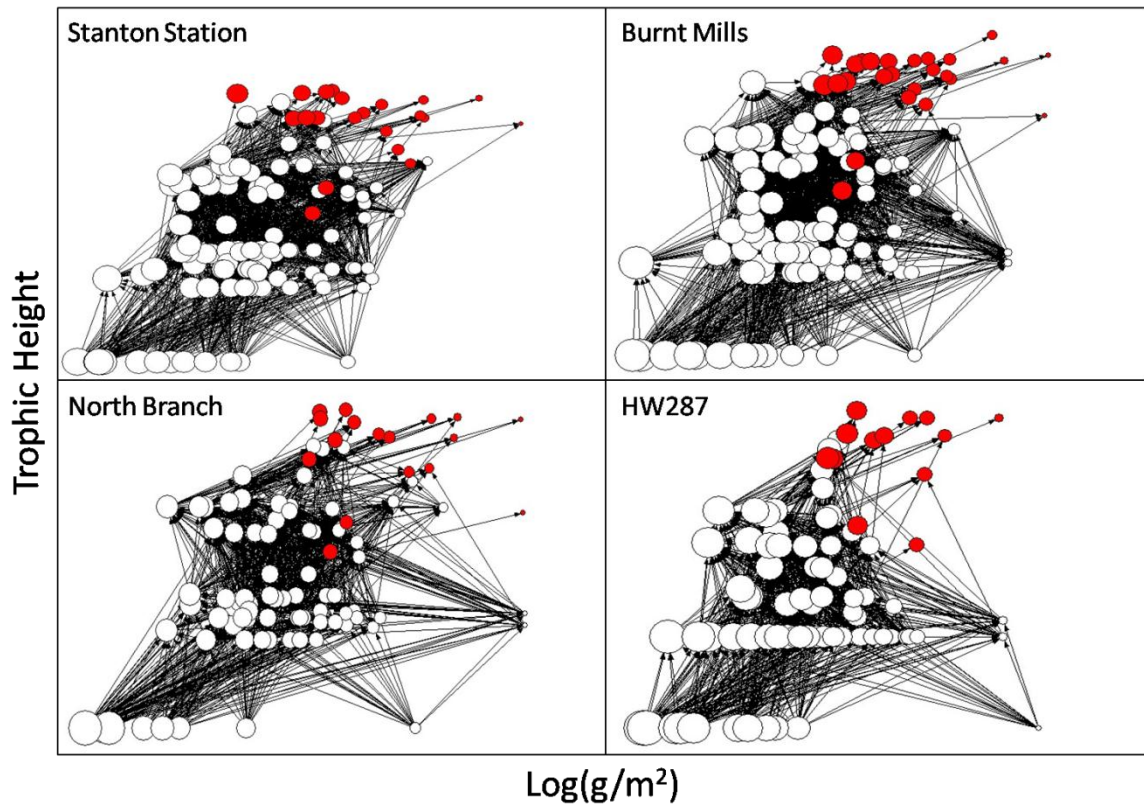 Stanton Station
Burnt Mills
North Branch
HW287
Trophic Height
Log(g/m²)